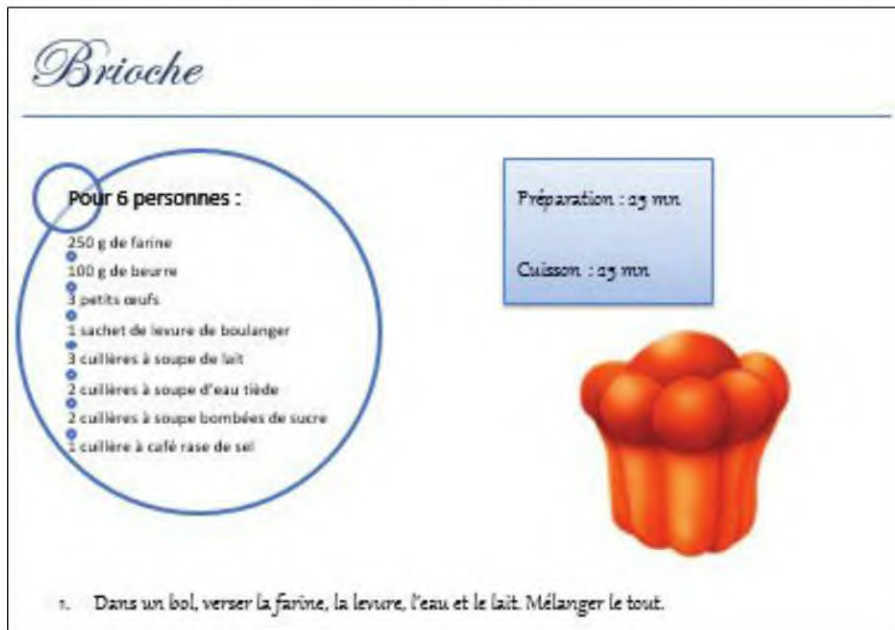 Brioche
Pour 6 personnes :
250 g de farine
100 g de beurre
3 petits œufs
1 sachet de levure de boulanger
3 cuillères à soupe de lait
2 cuillères à soupe d'eau tiède
2 cuillères à soupe bombées de sucre
1 cuillère à café rase de sel
Préparation : 25 mn
Cuisson : 25 mn
1. Dans un bol, verser la farine, la levure, l'eau et le lait. Mélanger le tout.